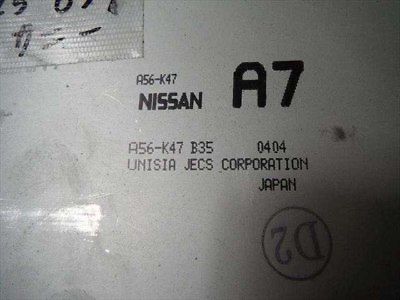 A56-K47
NISSAN A7
A56-K47 B35 0404
UNISIA JECS CORPORATION
JAPAN
D2